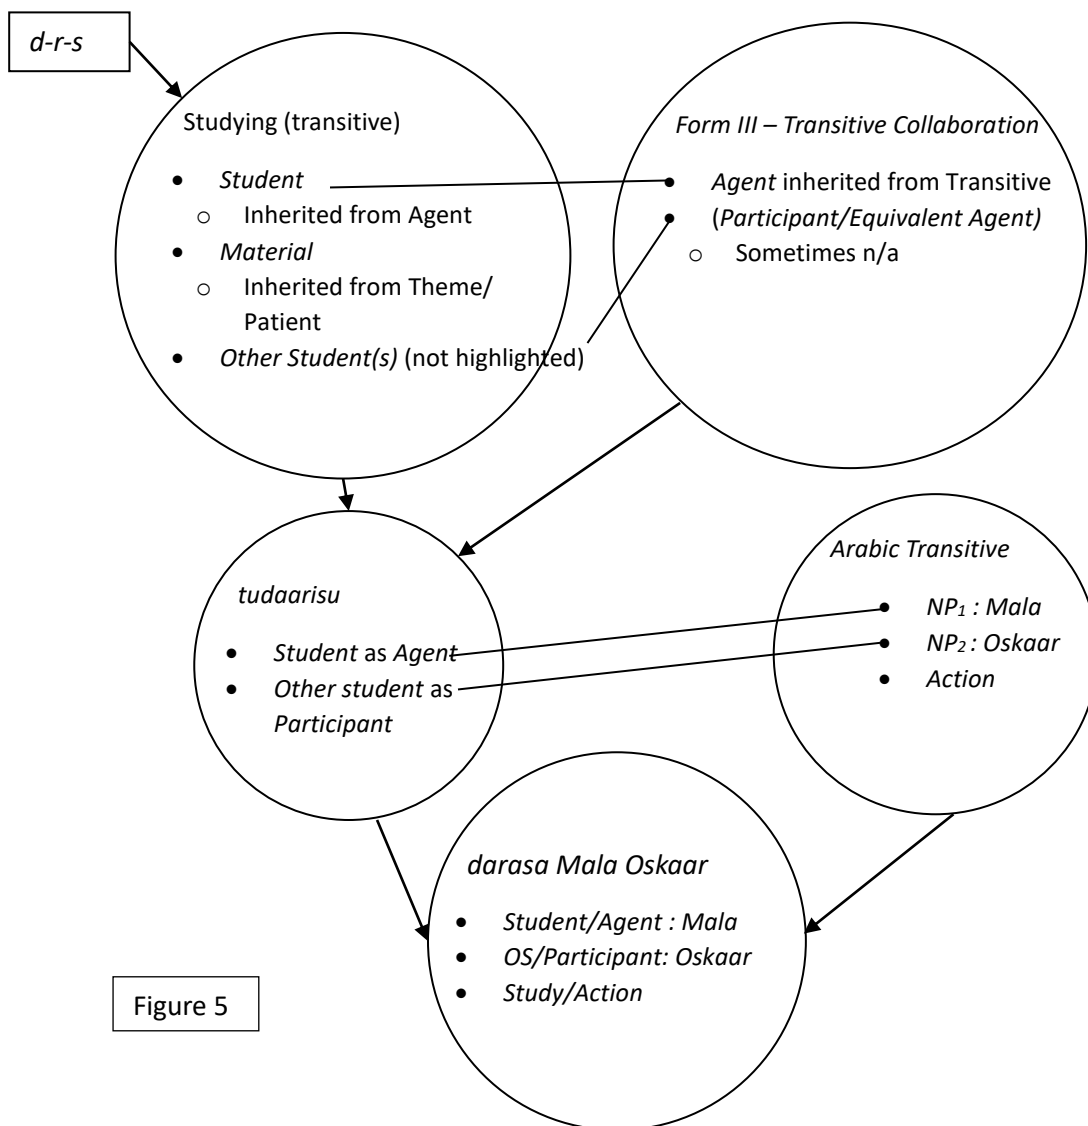 d-r-s
Studying (transitive)
• Student
o Inherited from Agent
• Material
o Inherited from Theme/
Patient
• Other Student(s) (not highlighted)
Form III – Transitive Collaboration
• Agent inherited from Transitive
• (Participant/Equivalent Agent)
o Sometimes n/a
tudaarisu
• Student as Agent
• Other student as
Participant
Arabic Transitive
• NP₁ : Mala
• NP₂ : Oskaar
• Action
darasa Mala Oskaar
• Student/Agent : Mala
• OS/Participant: Oskaar
• Study/Action
Figure 5